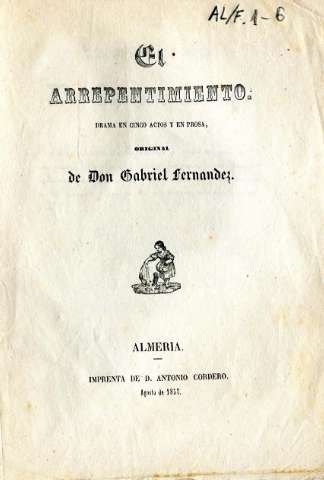 AL/F. 1-6
El
ARREPENTIMIENTO.
DRAMA EN CINCO ACTOS Y EN PROSA,
ORIGINAL
de Don Gabriel Fernandez.
ALMERIA.
IMPRENTA DE D. ANTONIO CORDERO.
Agosto de